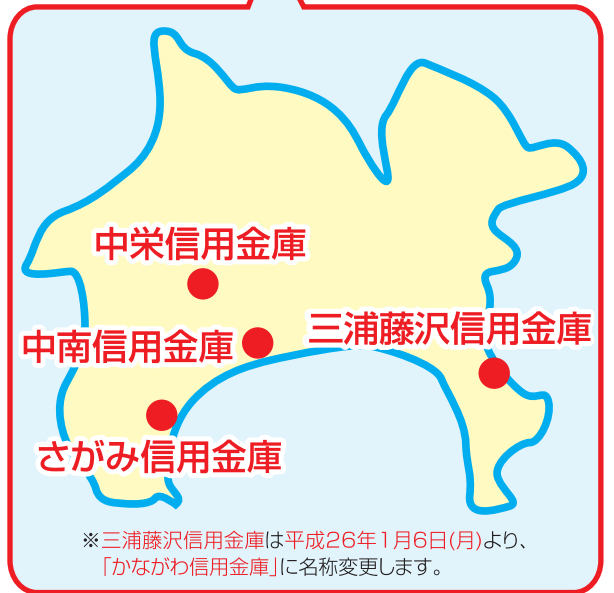 中栄信用金庫
三浦藤沢信用金庫
中南信用金庫
さがみ信用金庫
※三浦藤沢信用金庫は平成26年1月6日(月)より、
「かながわ信用金庫」に名称変更します。